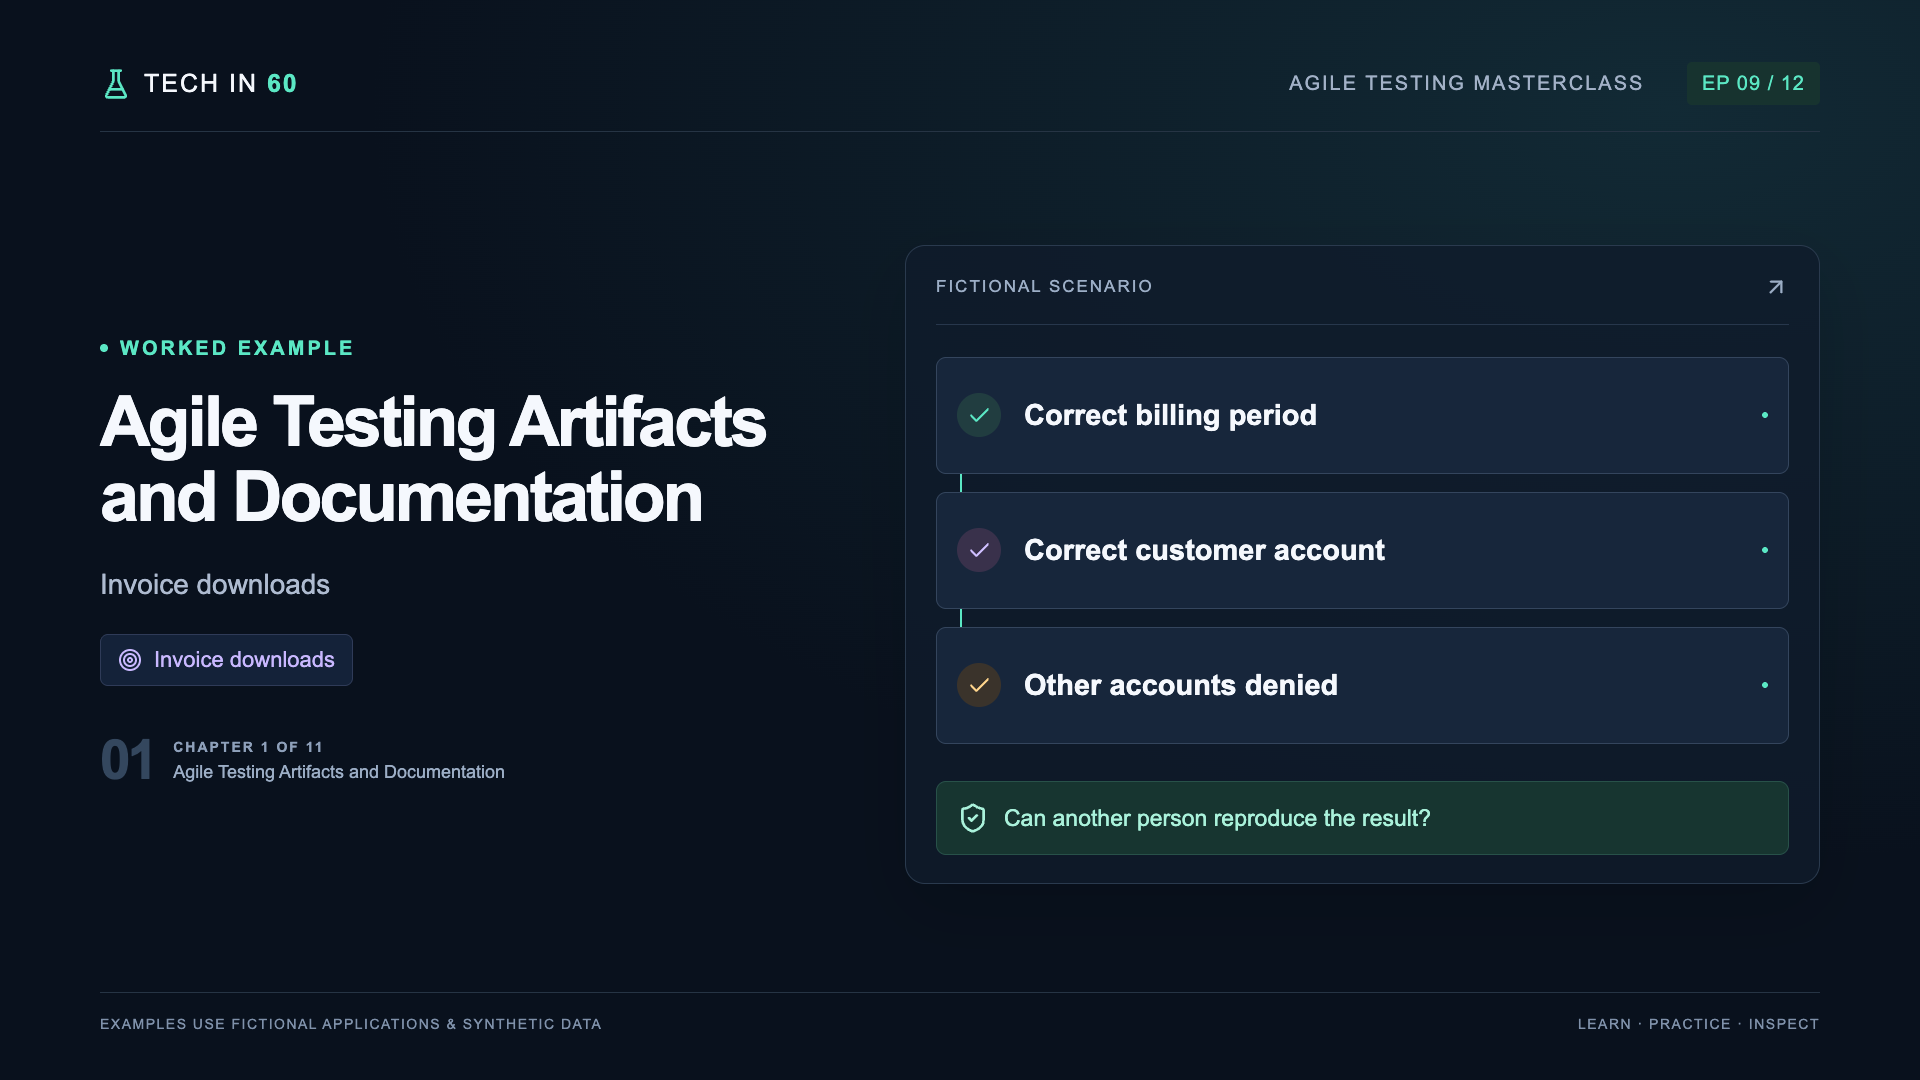 TECH IN 60
AGILE TESTING MASTERCLASS
EP 09 / 12
• WORKED EXAMPLE
Agile Testing Artifacts
and Documentation
Invoice downloads
Invoice downloads
01
CHAPTER 1 OF 11
Agile Testing Artifacts and Documentation
FICTIONAL SCENARIO
Correct billing period
Correct customer account
Other accounts denied
Can another person reproduce the result?
EXAMPLES USE FICTIONAL APPLICATIONS & SYNTHETIC DATA
LEARN · PRACTICE · INSPECT